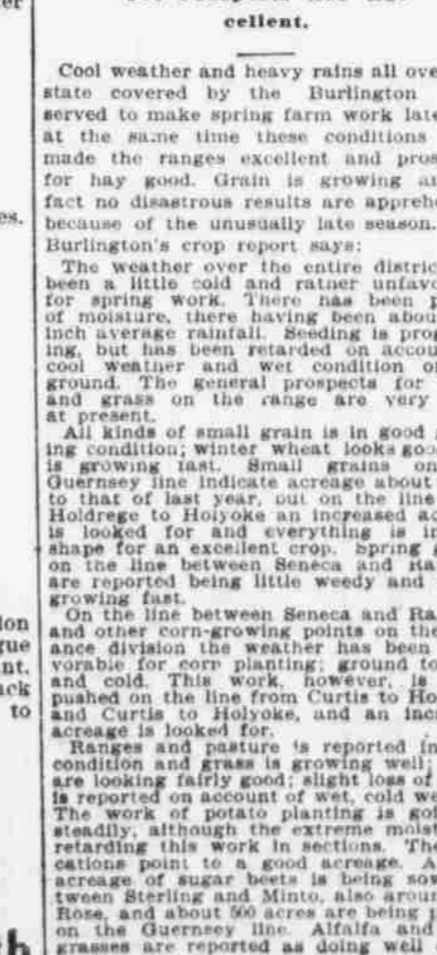 cellent.
Cool weather and heavy rains all ove
state covered by the Burlington
served to make spring farm work late
at the same time these conditions
made the ranges excellent and pros
for hay good. Grain is growing a
fact no disastrous results are appreh
because of the unusually late season.
Burlington's crop report says:
The weather over the entire distric
been a little cold and ratner unfavo
for spring work. There has been p
of moisture, there having been abou
inch average rainfall. Seeding is prog
ing, but has been retarded on accou
cool weather and wet condition o
ground. The general prospects for
and grass on the range are very
at present.
All kinds of small grain is in good
ing condition; winter wheat looks goo
is growing fast. Small grains on
Guernsey line indicate acreage about
to that of last year, but on the line
Holdrege to Holyoke an increased ac
is looked for and everything is in
shape for an excellent crop. Spring g
on the line between Seneca and Ra
are reported being little weedy and
growing fast.
On the line between Seneca and Ra
and other corn-growing points on the
ance division the weather has been
vorable for corn planting; ground to
and cold. This work, however, is
pushed on the line from Curtis to Ho
and Curtis to Holyoke, and an incr
acreage is looked for.
Ranges and pasture is reported in
condition and grass is growing well;
are looking fairly good; slight loss of
is reported on account of wet, cold we
The work of potato planting is goi
steadily, although the extreme moist
retarding this work in sections. The
cations point to a good acreage. A
acreage of sugar beets is being sow
tween Sterling and Minto, also aroun
Rose, and about 500 acres are being p
on the Guernsey line. Alfalfa and
grasses are reported as doing well
es.
ion
gue
nt.
ack
to